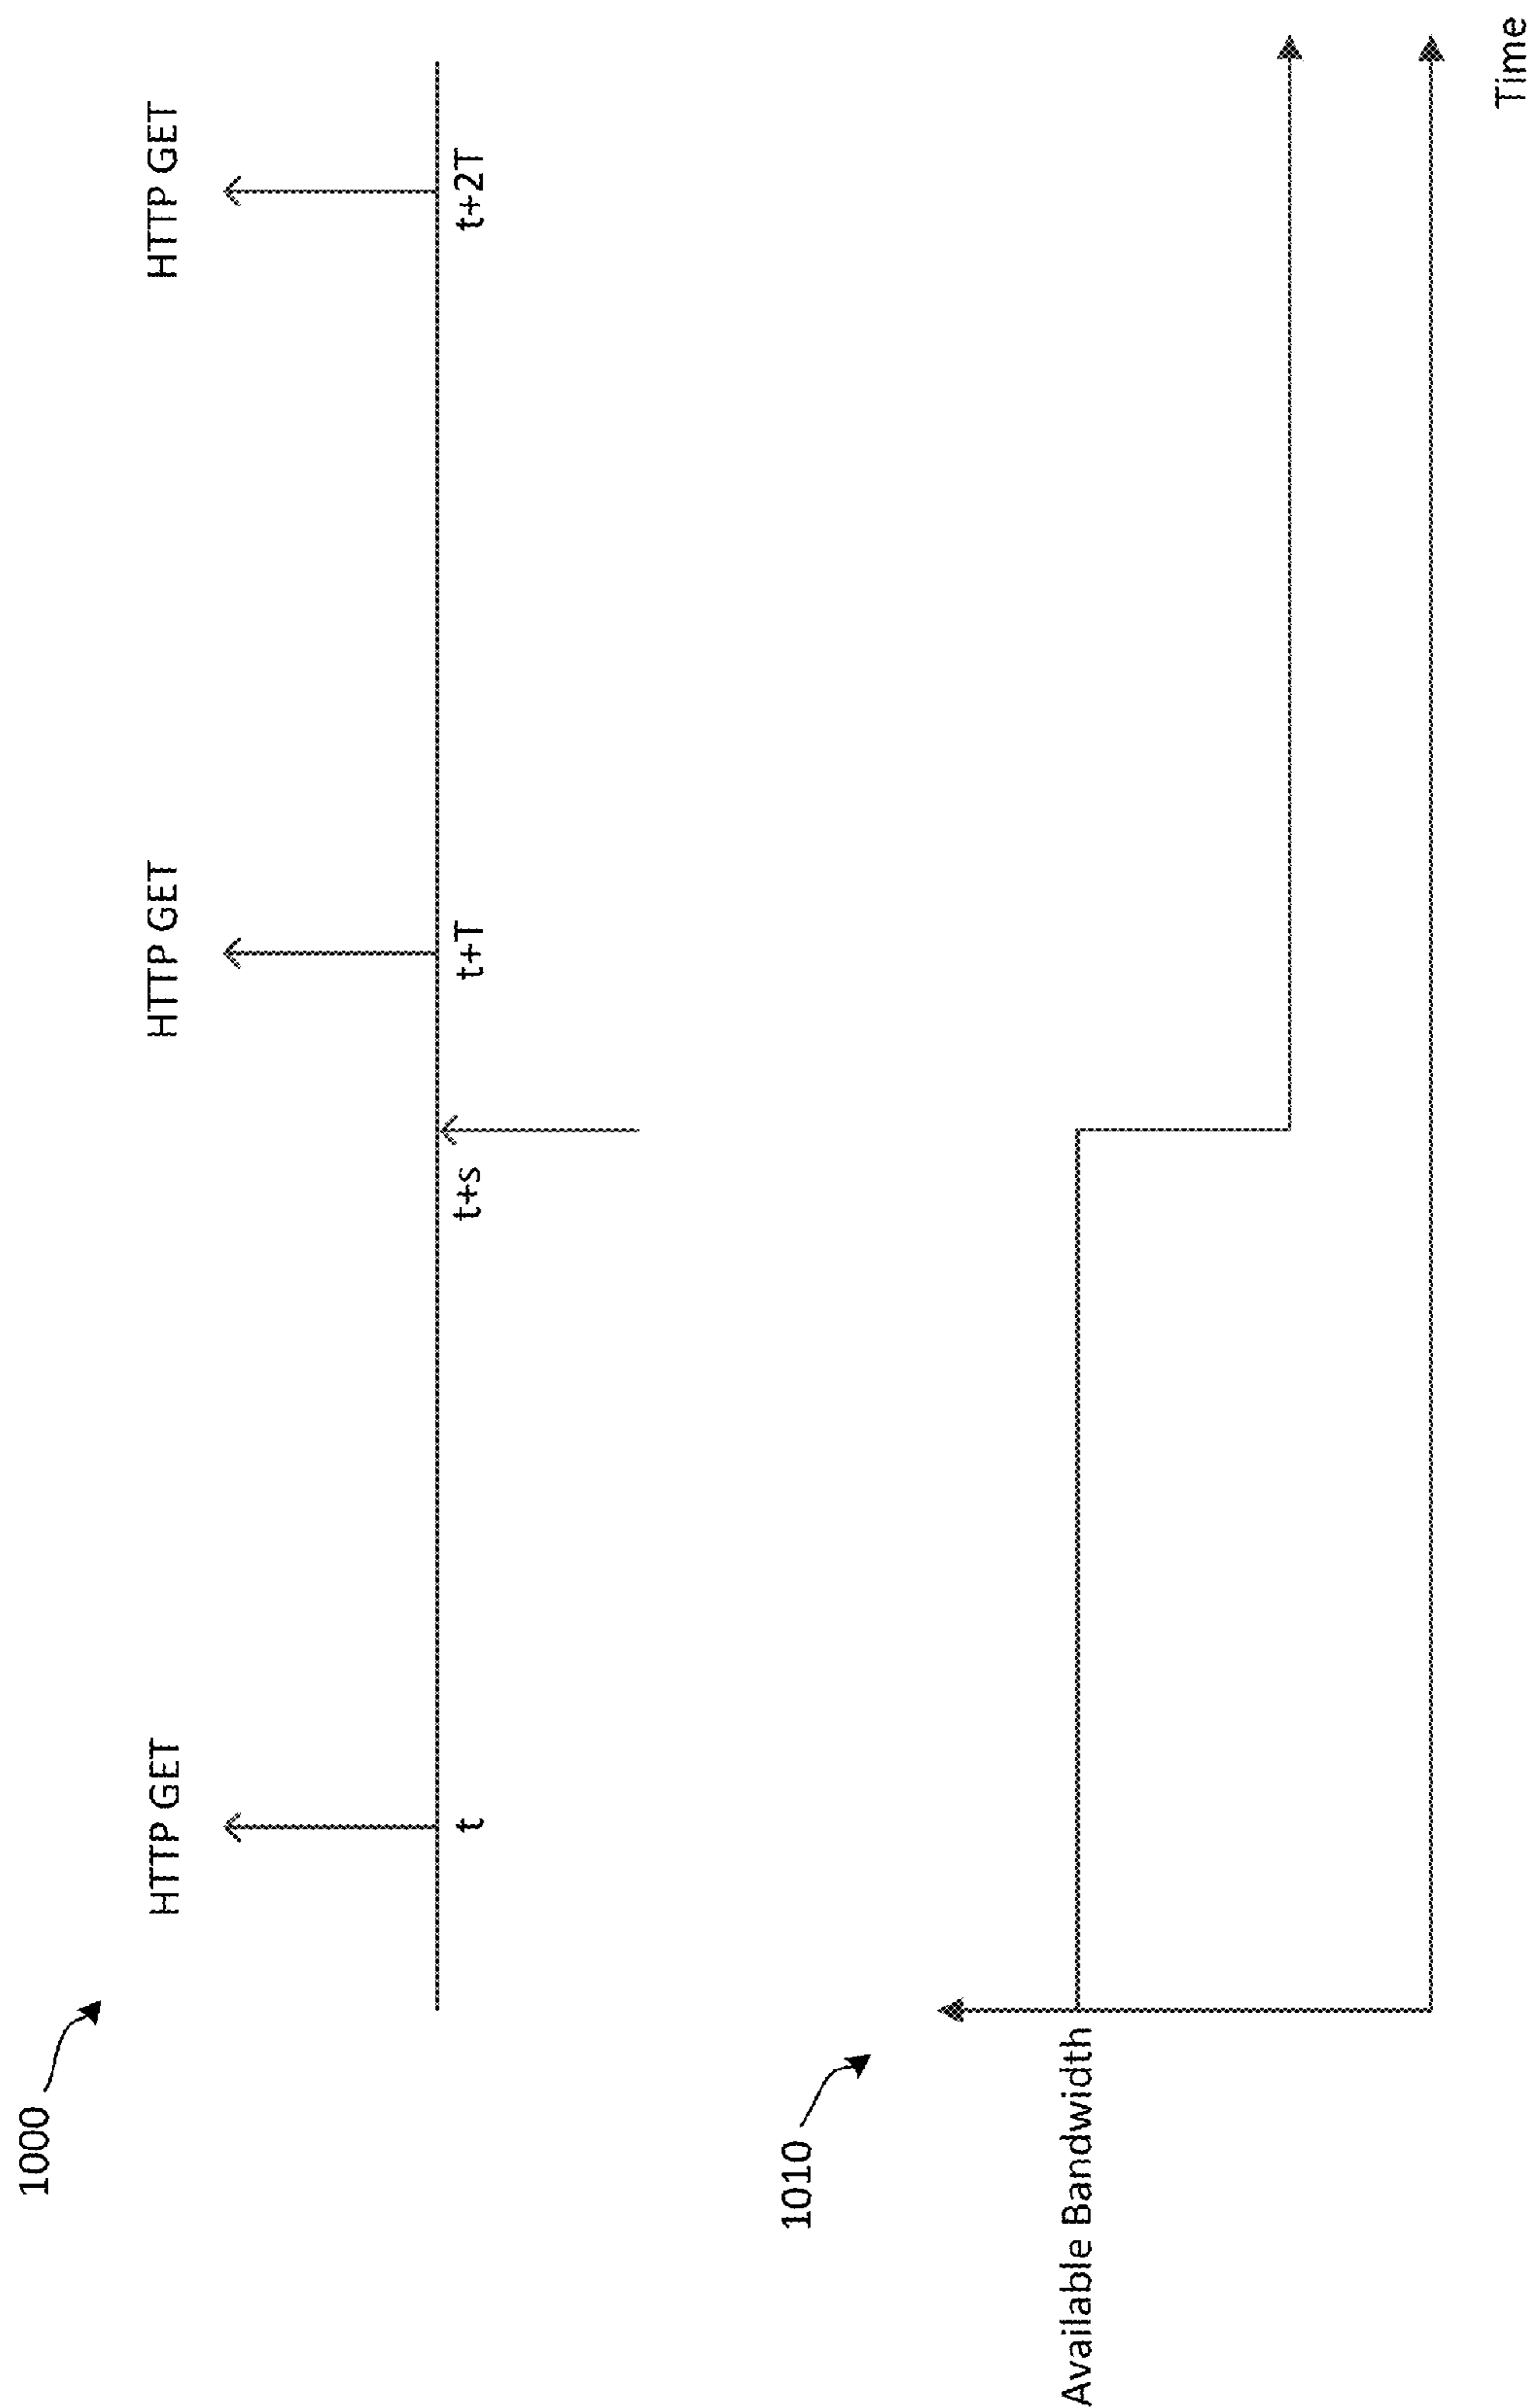 1000
HTTP GET
HTTP GET
HTTP GET
t
t+s
t+T
t+2T
1010
Available Bandwidth
Time